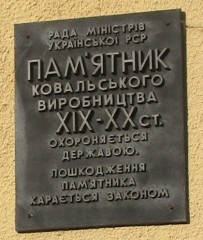 РАДА МІНІСТРІВ
УКРАЇНСЬКОЇ РСР
ПАМ'ЯТНИК
КОВАЛЬСЬКОГО
ВИРОБНИЦТВА
XIX-XX СТ.
ОХОРОНЯЄТЬСЯ
ДЕРЖАВОЮ.
ПОШКОДЖЕННЯ
ПАМ'ЯТНИКА
КАРАЄТЬСЯ ЗАКОНОМ